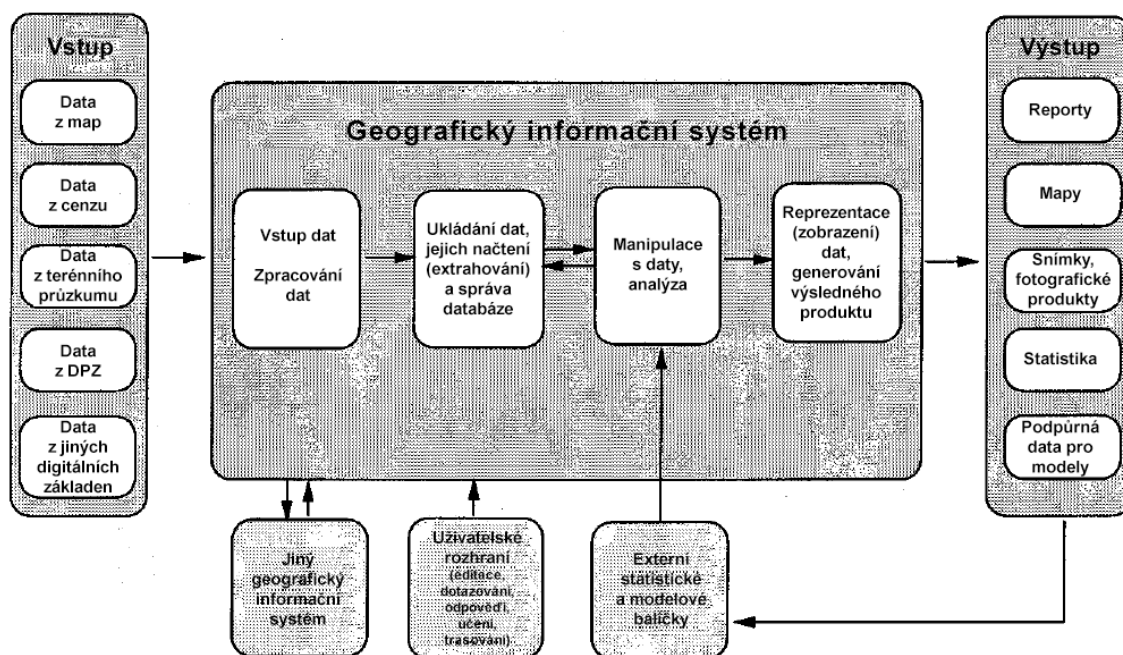 Vstup
Data
z map
Data
z cenzu
Data
z terénního
průzkumu
Data
z DPZ
Data
z jiných
digitálních
základen
Geografický informační systém
Vstup dat
Zpracování
dat
Ukládání dat,
jejich načtení
(extrahování)
a správa
databáze
Manipulace
s daty,
analýza
Reprezentace
(zobrazení)
dat,
generování
výsledného
produktu
Výstup
Reporty
Mapy
Snímky,
fotografické
produkty
Statistika
Podpůrná
data pro
modely
Jiný
geografický
informační
systém
Uživatelské
rozhraní
(editace,
dotazování,
odpovědi,
učení,
trasování)
Externí
statistické
a modelové
balíčky